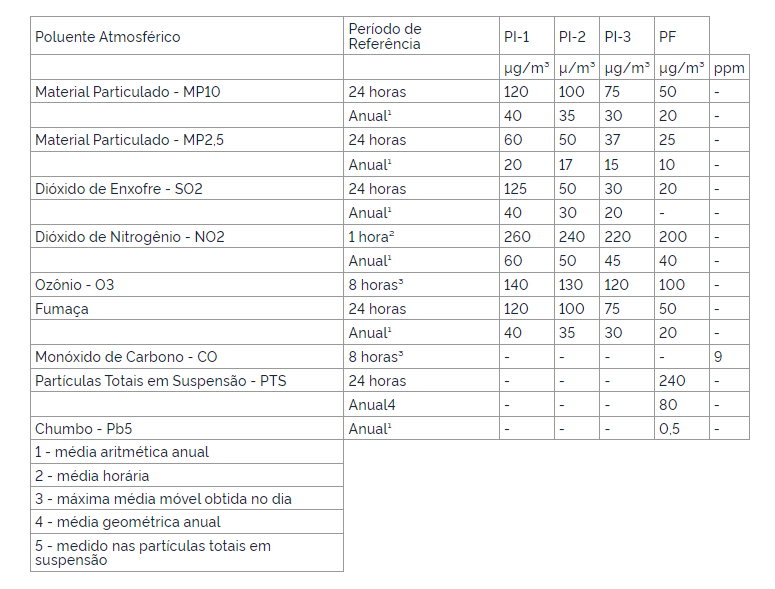 Poluente Atmosférico Período de Referência PI-1 PI-2 PI-3 PF
µg/m³ µ/m³ µg/m³ µg/m³ ppm
Material Particulado - MP10 24 horas 120 100 75 50 -
Anual¹ 40 35 30 20 -
Material Particulado - MP2,5 24 horas 60 50 37 25 -
Anual¹ 20 17 15 10 -
Dióxido de Enxofre - SO2 24 horas 125 50 30 20 -
Anual¹ 40 30 20 - -
Dióxido de Nitrogênio - NO2 1 hora² 260 240 220 200 -
Anual¹ 60 50 45 40 -
Ozônio - O3 8 horas³ 140 130 120 100 -
Fumaça 24 horas 120 100 75 50 -
Anual¹ 40 35 30 20 -
Monóxido de Carbono - CO 8 horas³ - - - - 9
Partículas Totais em Suspensão - PTS 24 horas - - - 240 -
Anual4 - - - 80 -
Chumbo - Pb5 Anual¹ - - - 0,5 -
1 - média aritmética anual
2 - média horária
3 - máxima média móvel obtida no dia
4 - média geométrica anual
5 - medido nas partículas totais em
suspensão